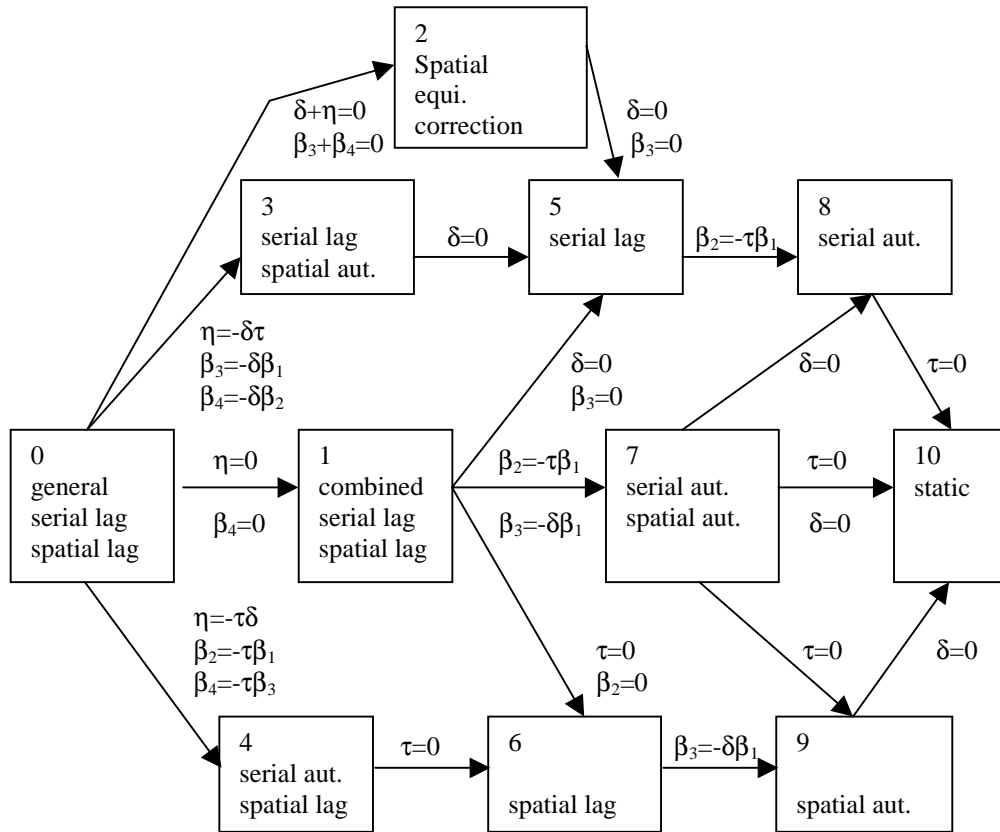 2
Spatial
equi.
correction
δ+η=0
β₃+β₄=0
δ=0
β₃=0
3
serial lag
spatial aut.
δ=0
5
serial lag
β₂=-τβ₁
8
serial aut.
η=-δτ
β₃=-δβ₁
β₄=-δβ₂
δ=0
β₃=0
δ=0
τ=0
0
general
serial lag
spatial lag
η=0
β₄=0
1
combined
serial lag
spatial lag
β₂=-τβ₁
β₃=-δβ₁
7
serial aut.
spatial aut.
τ=0
δ=0
10
static
η=-τδ
β₂=-τβ₁
β₄=-τβ₃
τ=0
β₂=0
τ=0
δ=0
4
serial aut.
spatial lag
τ=0
6
spatial lag
β₃=-δβ₁
9
spatial aut.